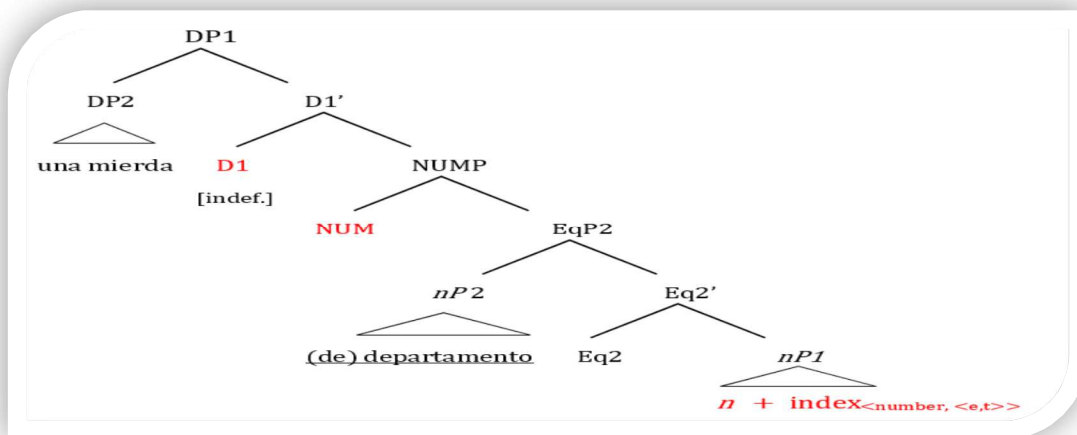 DP1
DP2 D1’
una mierda D1 NUMP
[indef.]
NUM EqP2
nP2 Eq2’
(de) departamento Eq2 nP1
n + index<number, <e,t>>